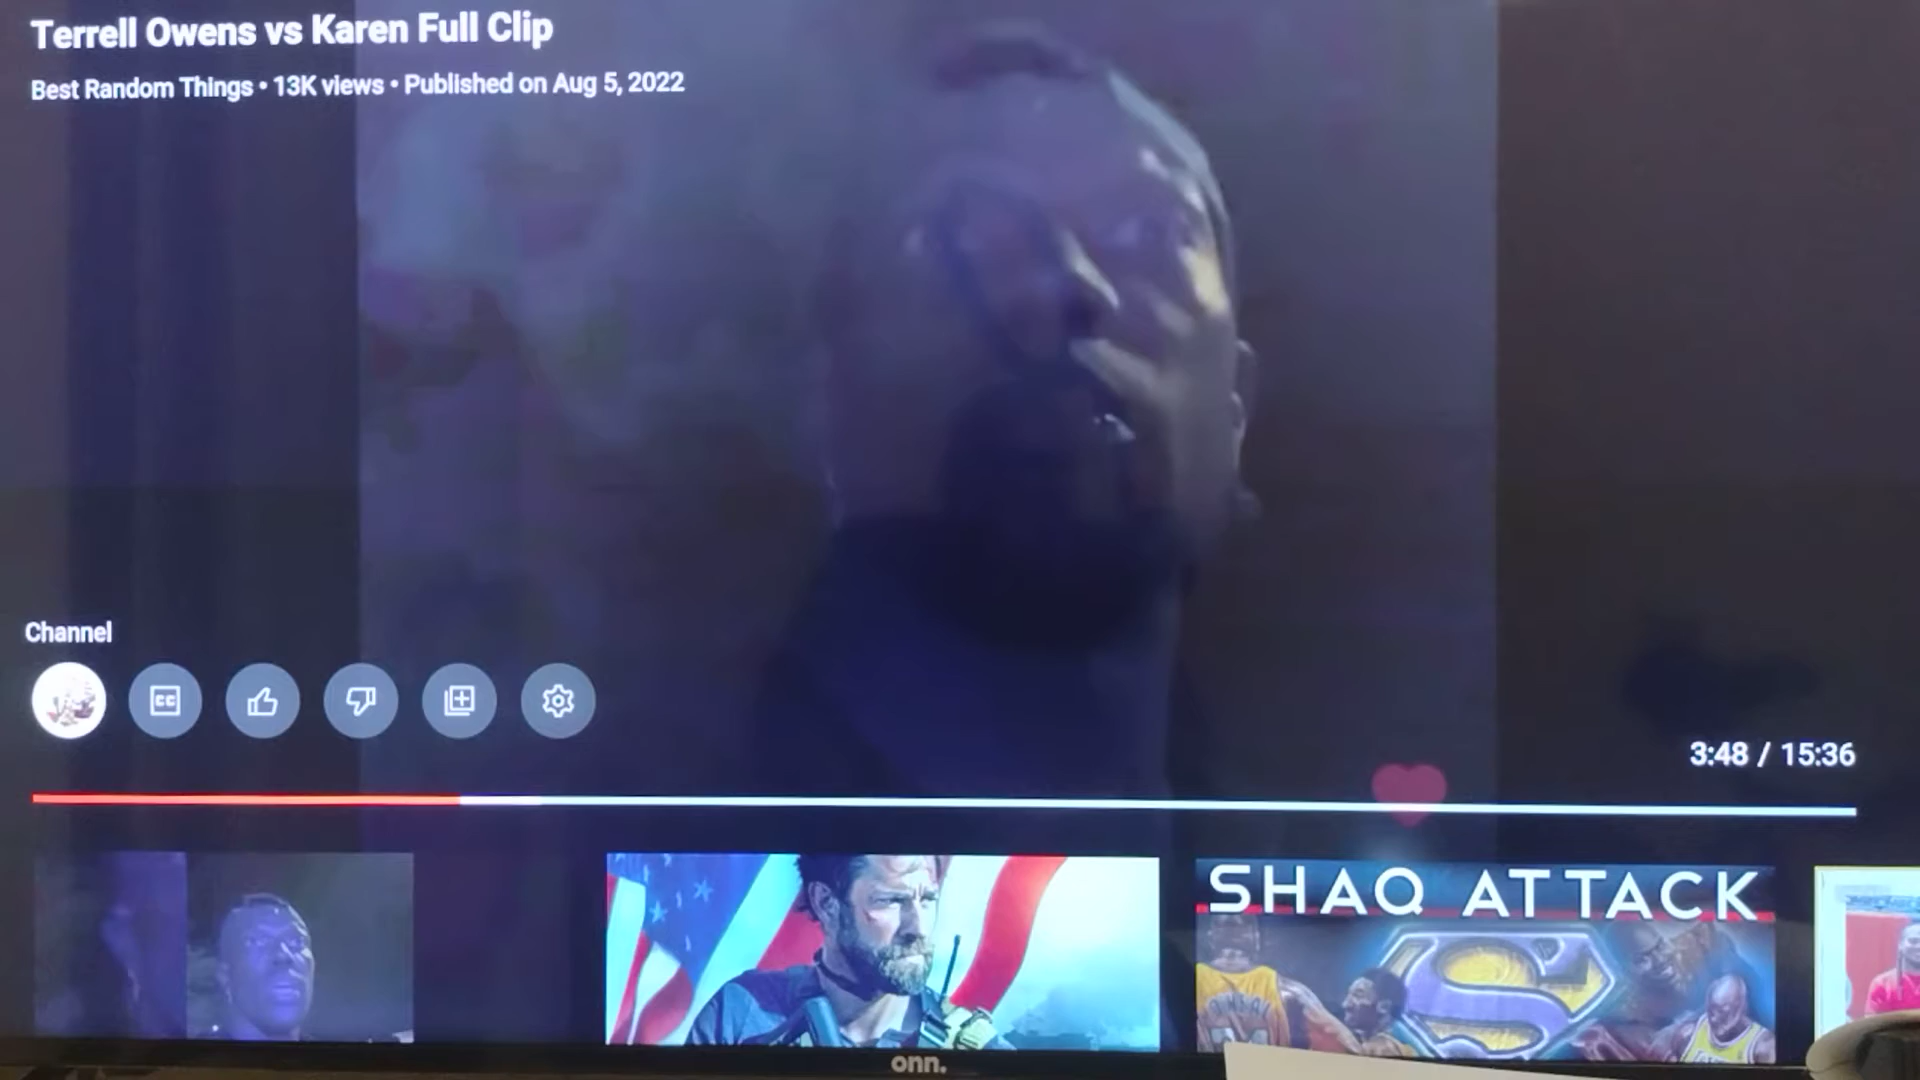 Terrell Owens vs Karen Full Clip
Best Random Things • 13K views • Published on Aug 5, 2022
Channel
CC
3:48 / 15:36
SHAQ ATTACK
S
onn.